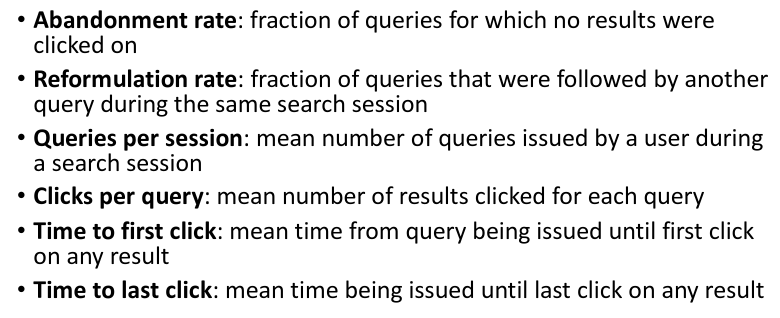 • Abandonment rate: fraction of queries for which no results were
clicked on
• Reformulation rate: fraction of queries that were followed by another
query during the same search session
• Queries per session: mean number of queries issued by a user during
a search session
• Clicks per query: mean number of results clicked for each query
• Time to first click: mean time from query being issued until first click
on any result
• Time to last click: mean time being issued until last click on any result